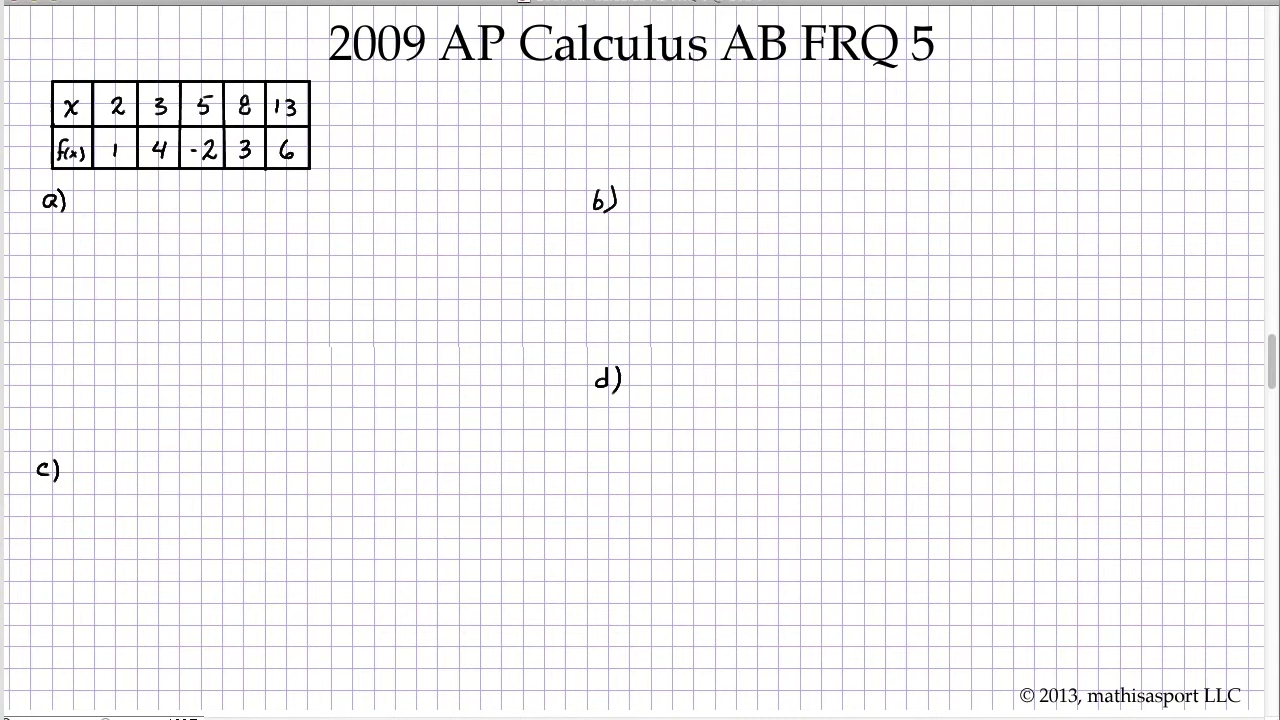 2009 AP Calculus AB FRQ 5
x 2 3 5 8 13
f(x) 1 4 -2 3 6
a)
b)
d)
c)
© 2013, mathisasport LLC